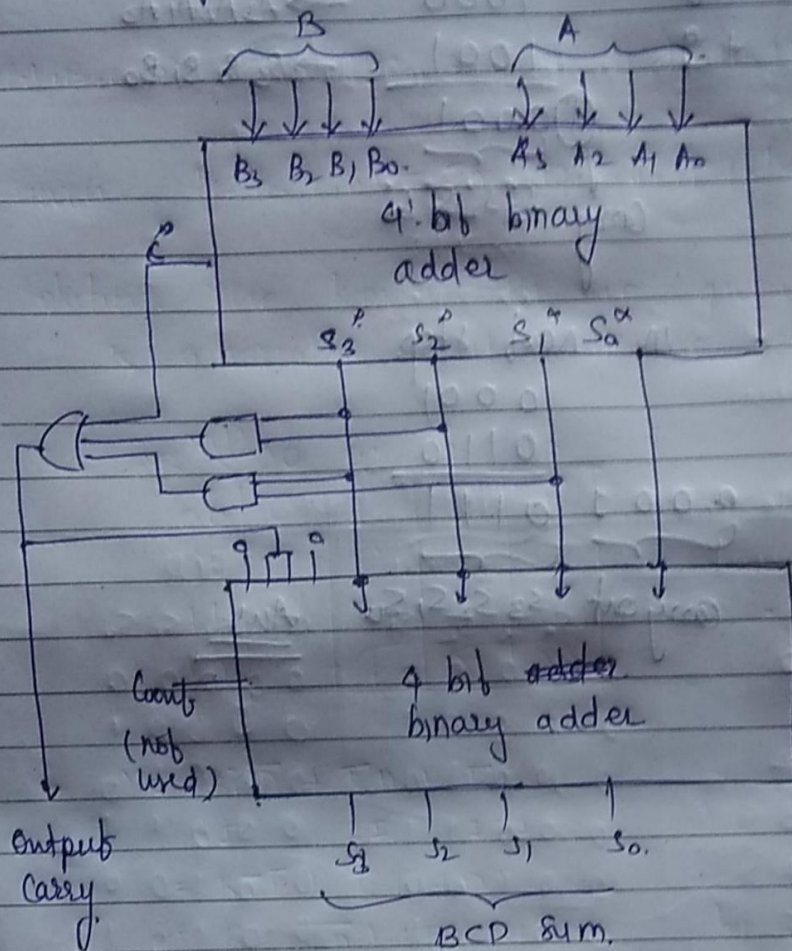 B
A
B3 B2 B1 B0.
A3 A2 A1 A0
4 bit binary
adder
C
S3 S2 S1 S0
4 bit adder
binary adder
Cout
(not
used)
Output
Carry.
S3 S2 S1 S0.
BCD Sum.